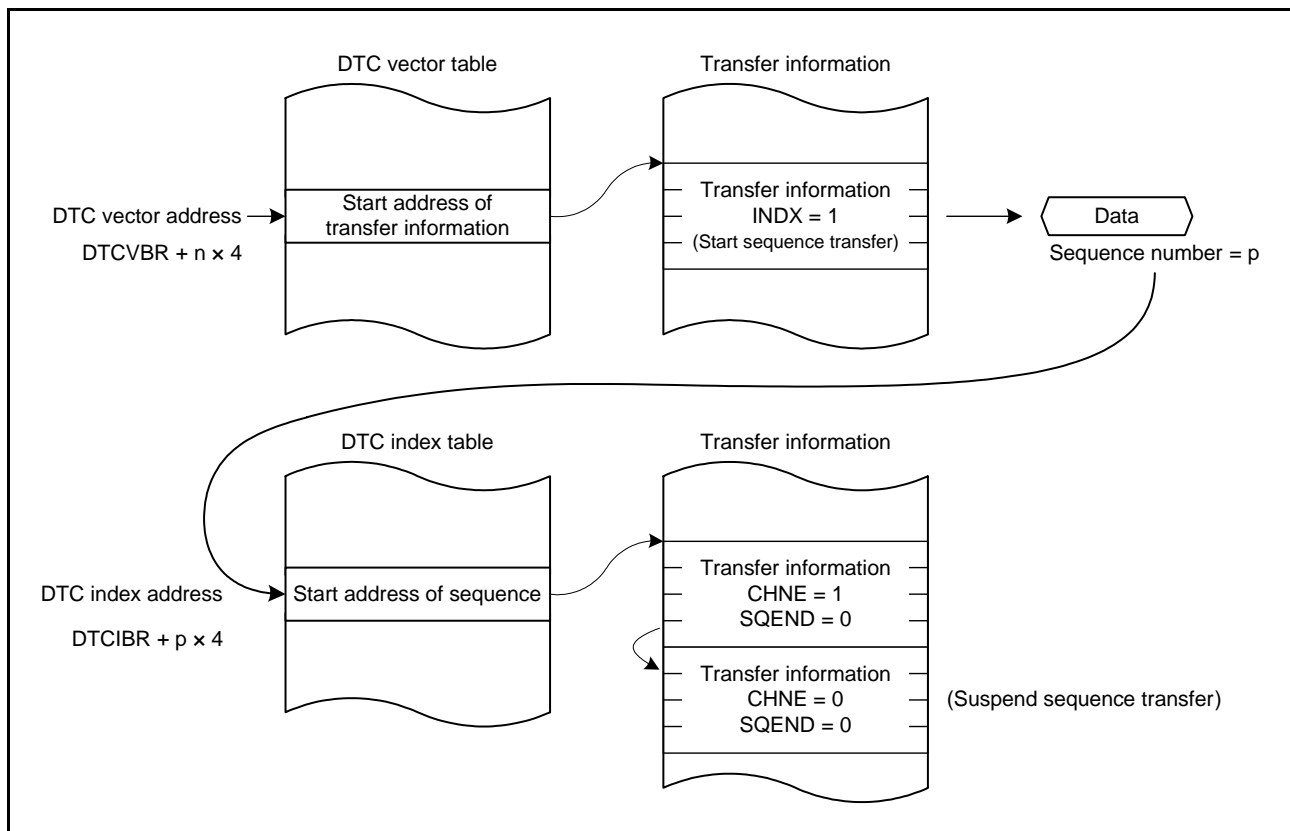 DTC vector table
Transfer information
DTC vector address
DTCVBR + n × 4
Start address of
transfer information
Transfer information
INDX = 1
(Start sequence transfer)
Data
Sequence number = p
DTC index table
Transfer information
DTC index address
DTCIBR + p × 4
Start address of sequence
Transfer information
CHNE = 1
SQEND = 0
Transfer information
CHNE = 0
SQEND = 0
(Suspend sequence transfer)